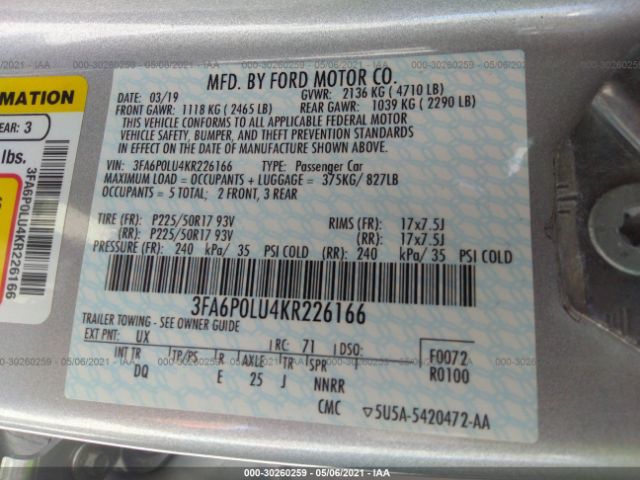 000-30260259 - 05/06/2021 - IAA
MFD. BY FORD MOTOR CO.
DATE: 03/19 GVWR: 2136 KG ( 4710 LB)
FRONT GAWR: 1118 KG ( 2465 LB) REAR GAWR: 1039 KG ( 2290 LB)
THIS VEHICLE CONFORMS TO ALL APPLICABLE FEDERAL MOTOR
VEHICLE SAFETY, BUMPER, AND THEFT PREVENTION STANDARDS
IN EFFECT ON THE DATE OF MANUFACTURE SHOWN ABOVE.
VIN: 3FA6P0LU4KR226166 TYPE: Passenger Car
MAXIMUM LOAD = OCCUPANTS + LUGGAGE = 375KG/ 827LB
OCCUPANTS = 5 TOTAL; 2 FRONT, 3 REAR
TIRE (FR): P225/50R17 93V RIMS (FR): 17x7.5J
(RR): P225/50R17 93V (RR): 17x7.5J
PRESSURE (FR): 240 kPa/ 35 PSI COLD (RR): 240 kPa/ 35 PSI COLD
3FA6P0LU4KR226166
TRAILER TOWING - SEE OWNER GUIDE
EXT PNT: UX RC: 71 DSO:
INT TR TP/PS R AXLE TR SPR
DQ E 25 J NNRR
F0072
R0100
CMC ▽5U5A-5420472-AA
ORMATION
EAR: 3
lbs.
3FA6P0LU4KR226166
000-30260259 - 05/06/2021 - IAA